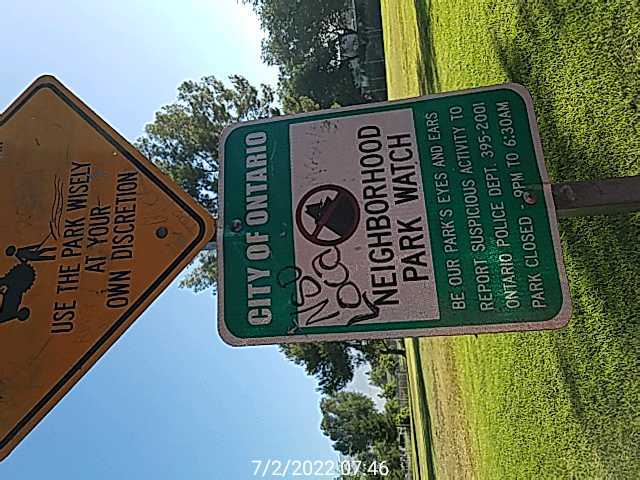 USE THE PARK WISELY
AT YOUR
OWN DISCRETION
CITY OF ONTARIO
NEIGHBORHOOD
PARK WATCH
BE OUR PARK'S EYES AND EARS
REPORT SUSPICIOUS ACTIVITY TO
ONTARIO POLICE DEPT. 395-2001
PARK CLOSED 9PM TO 6:30AM
7/2/2022 07:46